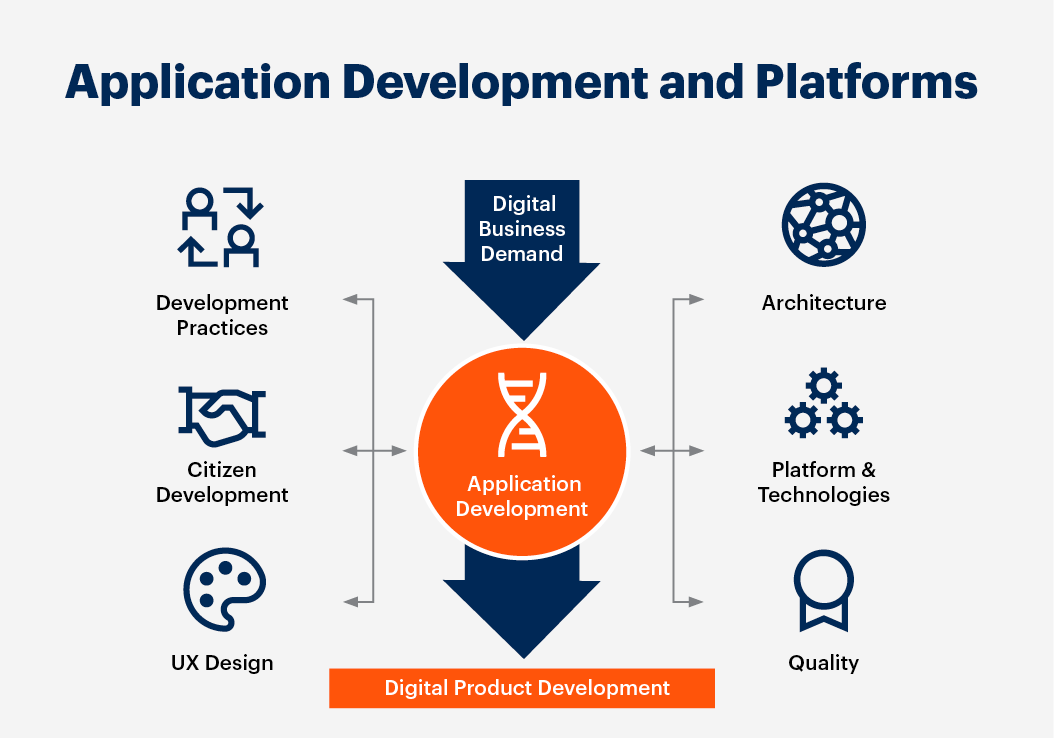 Application Development and Platforms
Digital
Business
Demand
Development
Practices
Architecture
Application
Development
Citizen
Development
Platform &
Technologies
UX Design
Quality
Digital Product Development